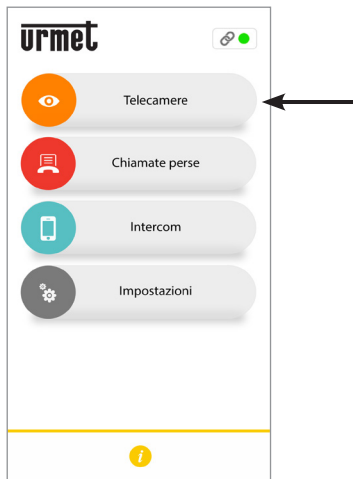 urmet
Telecamere
Chiamate perse
Intercom
Impostazioni
i